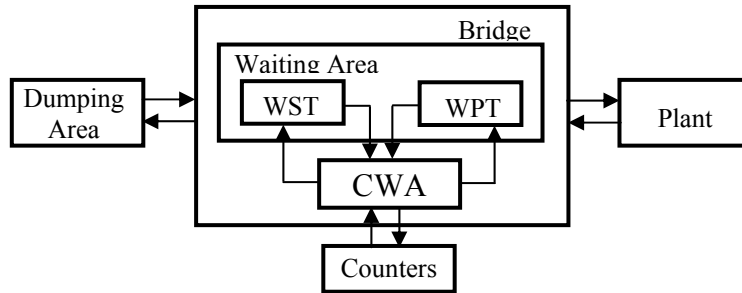 Bridge
Waiting Area
WST
WPT
Dumping
Area
Plant
CWA
Counters